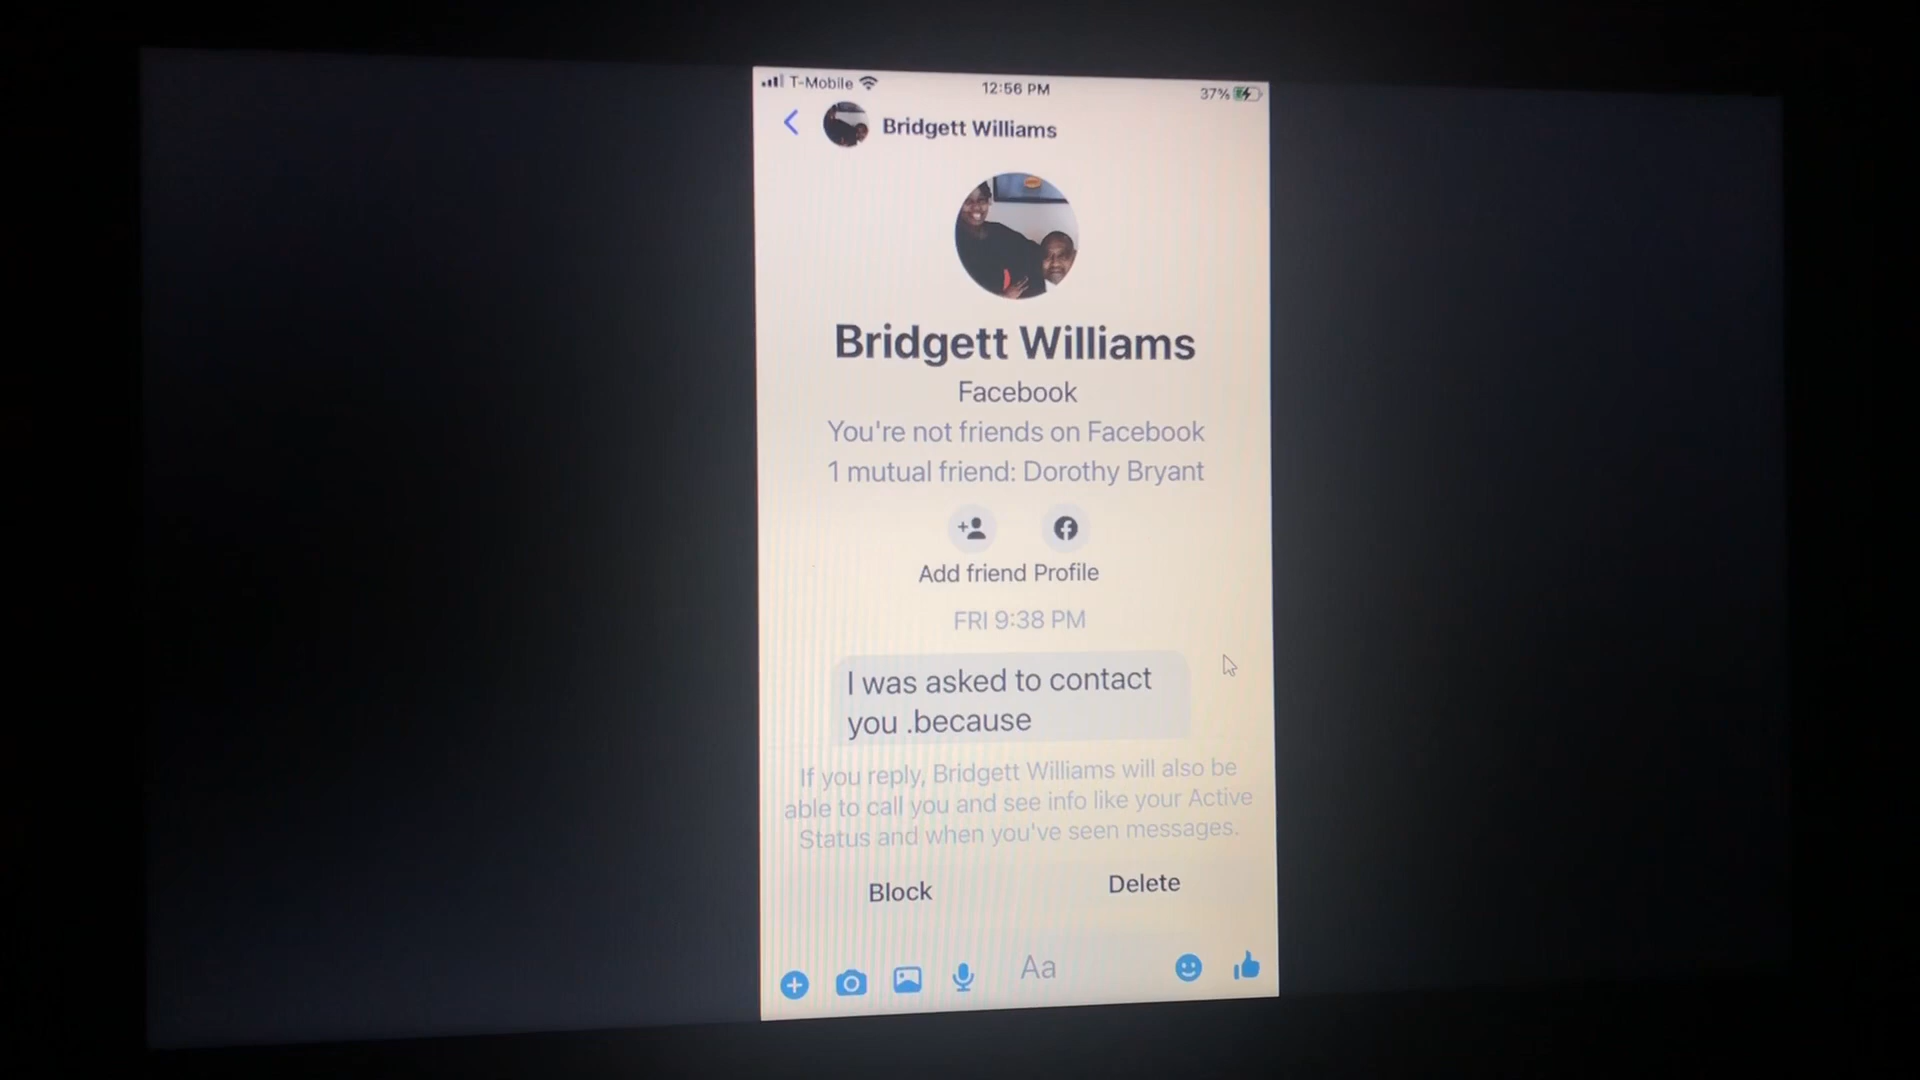 T-Mobile 12:56 PM 37%
Bridgett Williams
Bridgett Williams
Facebook
You're not friends on Facebook
1 mutual friend: Dorothy Bryant
Add friend Profile
FRI 9:38 PM
I was asked to contact
you .because
If you reply, Bridgett Williams will also be
able to call you and see info like your Active
Status and when you've seen messages.
Block Delete
Aa